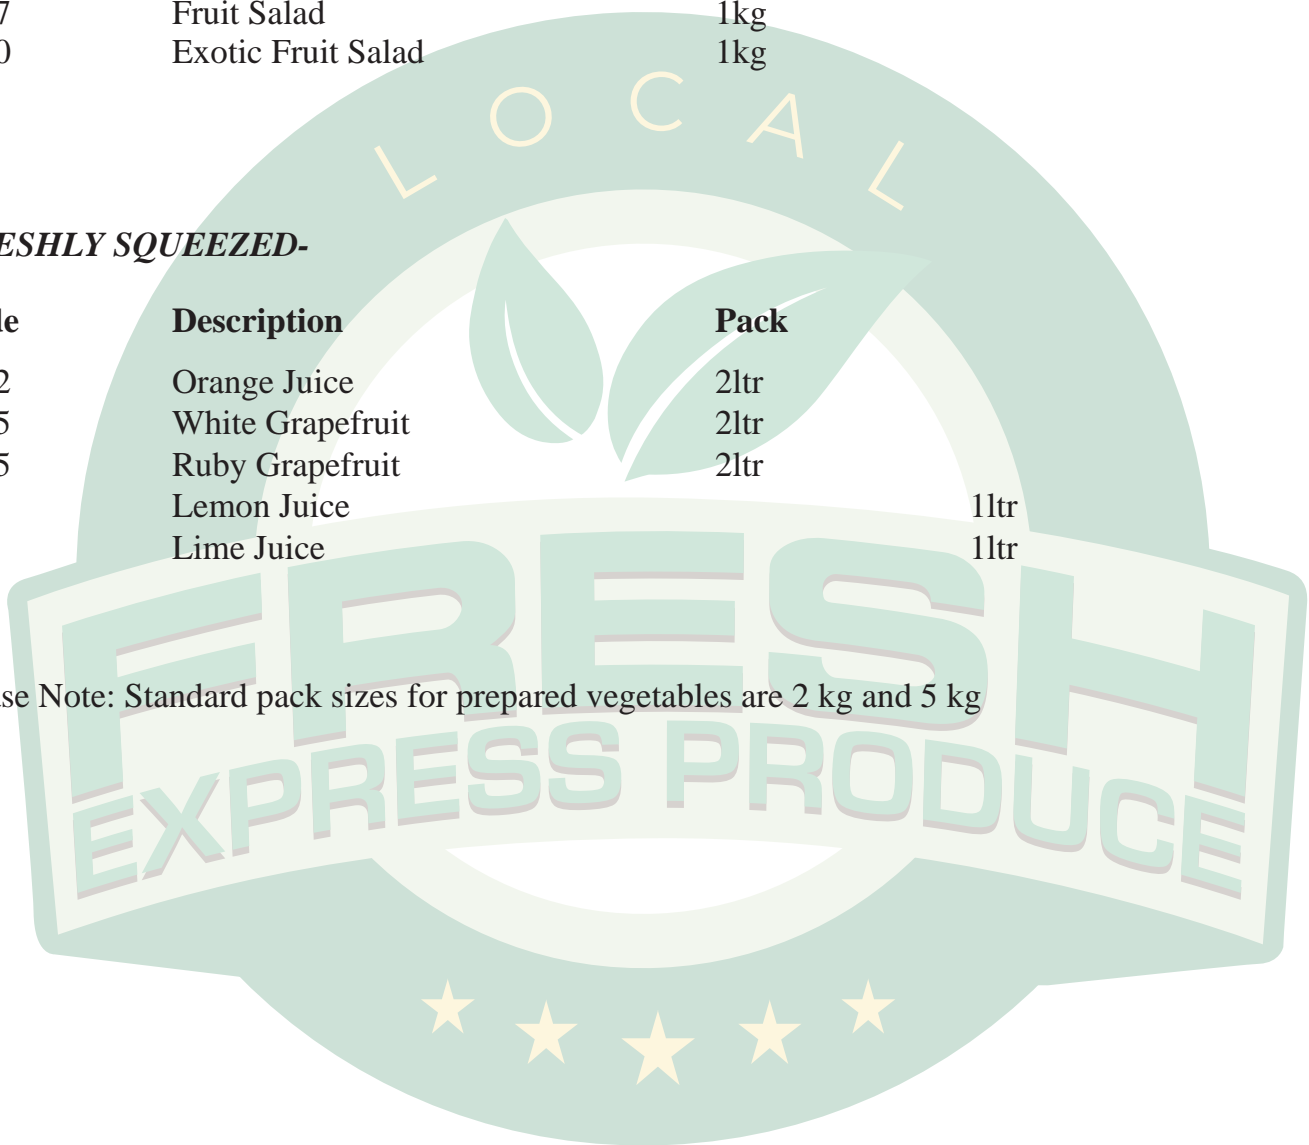 7 Fruit Salad 1kg
0 Exotic Fruit Salad 1kg
LOCAL
ESHLY SQUEEZED-
le Description Pack
2 Orange Juice 2ltr
5 White Grapefruit 2ltr
5 Ruby Grapefruit 2ltr
Lemon Juice 1ltr
Lime Juice 1ltr
FRESH
se Note: Standard pack sizes for prepared vegetables are 2 kg and 5 kg
EXPRESS PRODUCE